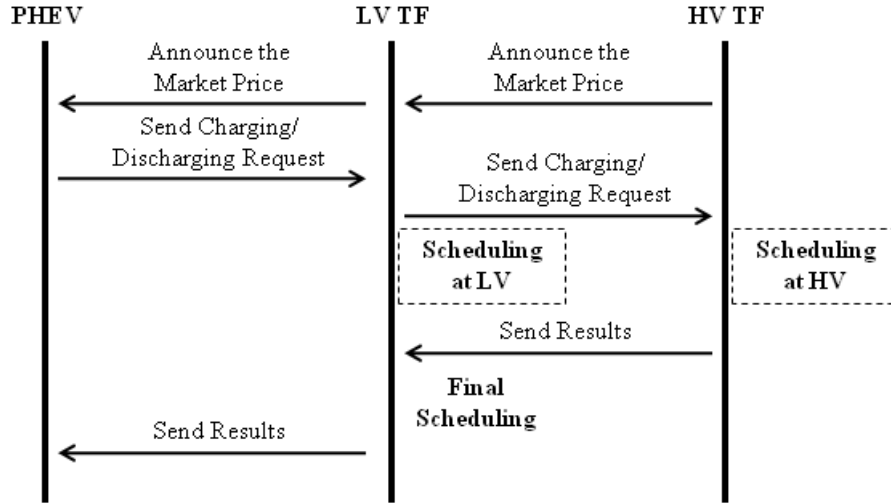 PHEV
LV TF
HV TF
Announce the
Market Price
Announce the
Market Price
Send Charging/
Discharging Request
Send Charging/
Discharging Request
Scheduling
at LV
Scheduling
at HV
Send Results
Final
Scheduling
Send Results